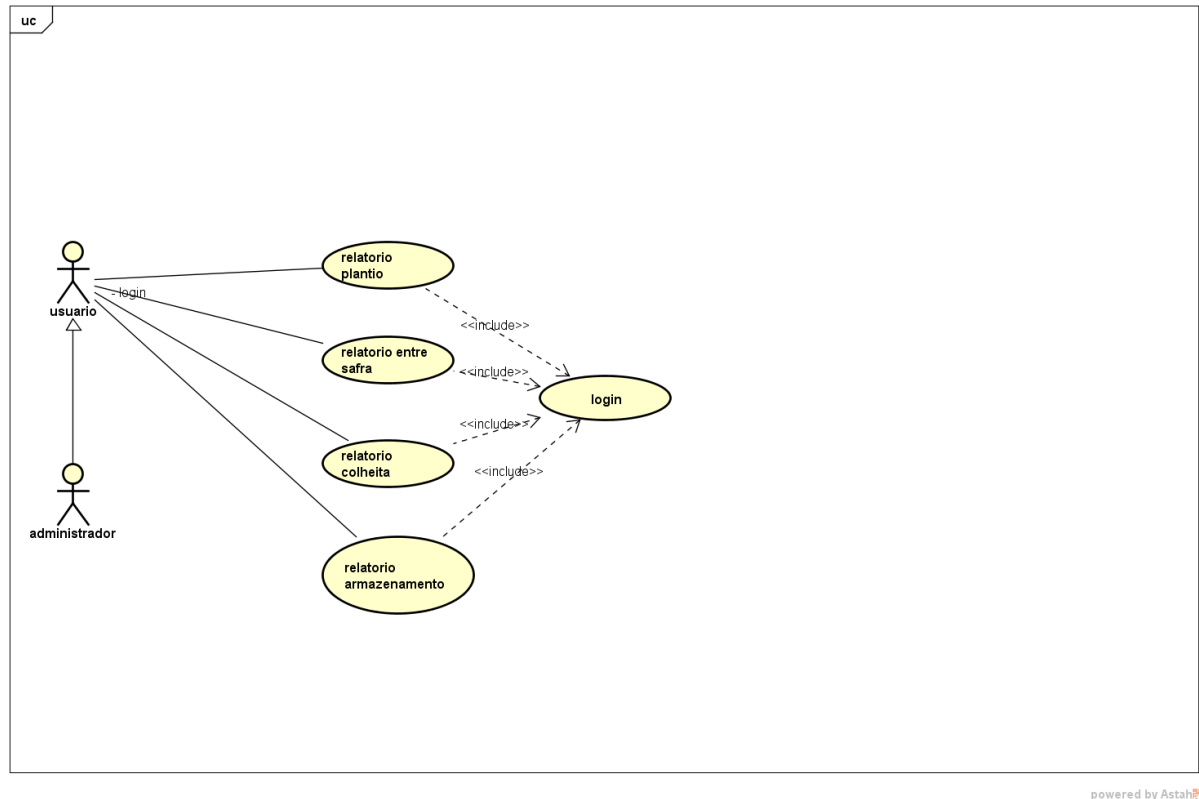 uc
relatorio
plantio
- login
usuario
<<include>>
relatorio entre
safra
<<include>>
login
<<include>>
relatorio
colheita
<<include>>
administrador
relatorio
armazenamento
powered by Astah